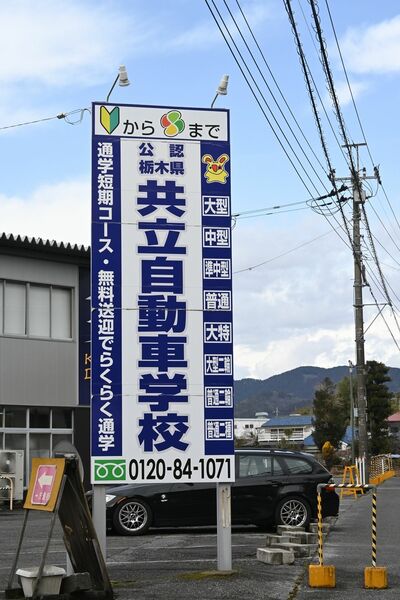 からまで
公認
栃木県
共立自動車学校
通学短期コース・無料送迎でらくらく通学
大型
中型
準中型
普通
大特
大型二輪
普通二輪
普通二種
0120-84-1071